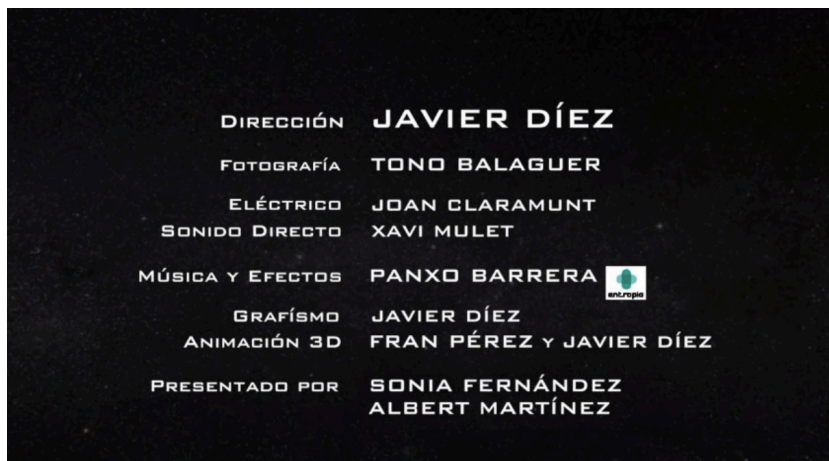 DIRECCIÓN JAVIER DÍEZ
FOTOGRAFÍA TONO BALAGUER
ELÉCTRICO JOAN CLARAMUNT
SONIDO DIRECTO XAVI MULET
MÚSICA Y EFECTOS PANXO BARRERA entropia
GRAFÍSMO JAVIER DÍEZ
ANIMACIÓN 3D FRAN PÉREZ Y JAVIER DÍEZ
PRESENTADO POR SONIA FERNÁNDEZ
ALBERT MARTÍNEZ